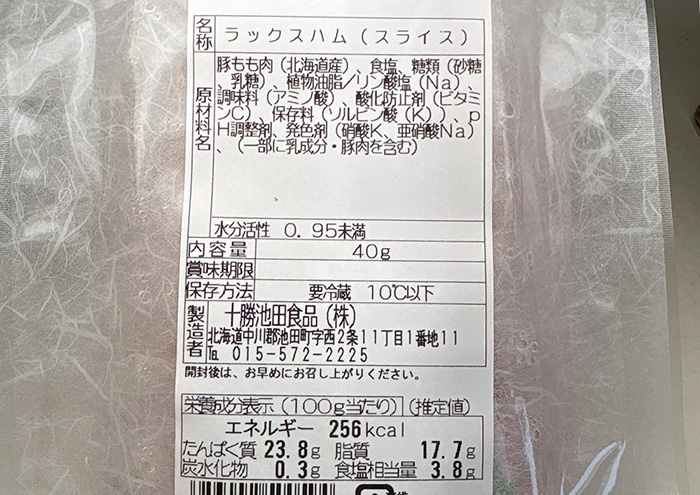 名称 ラックスハム（スライス）
原材料名 豚もも肉（北海道産）、食塩、糖類（砂糖
、乳糖）、植物油脂／リン酸塩（Na）、
調味料（アミノ酸）、酸化防止剤（ビタミ
ンC）、保存料（ソルビン酸（K））、p
H調整剤、発色剤（硝酸K、亜硝酸Na）
、（一部に乳成分・豚肉を含む）
水分活性 0.95未満
内容量 40g
賞味期限
保存方法 要冷蔵 10℃以下
製造者 十勝池田食品（株）
北海道中川郡池田町字西2条11丁目1番地11
℡ 015-572-2225
開封後は、お早めにお召し上がりください。
栄養成分表示（100g当たり）（推定値）
エネルギー 256kcal
たんぱく質 23.8g 脂質 17.7g
炭水化物 0.3g 食塩相当量 3.8g